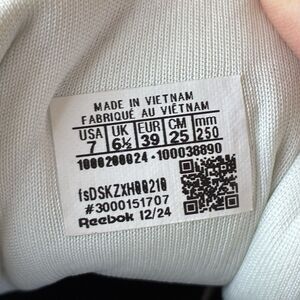 MADE IN VIETNAM
FABRIQUÉ AU VIÉTNAM
USA UK EUR CM mm
7 6½ 39 25 250
1000200024-100038890
fsDSKZXH00210
#3000151707
Reebok 12/24